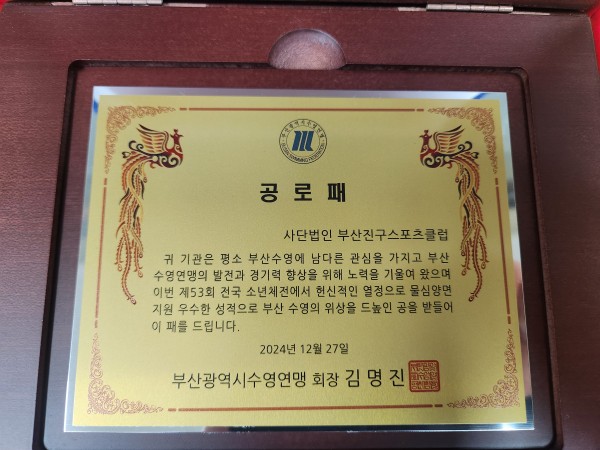 공로패
사단법인 부산진구스포츠클럽
귀 기관은 평소 부산수영에 남다른 관심을 가지고 부산
수영연맹의 발전과 경기력 향상을 위해 노력을 기울여 왔으며
이번 제53회 전국 소년체전에서 헌신적인 열정으로 물심양면
지원 우수한 성적으로 부산 수영의 위상을 드높인 공을 받들어
이 패를 드립니다.
2024년 12월 27일
부산광역시수영연맹 회장 김명진